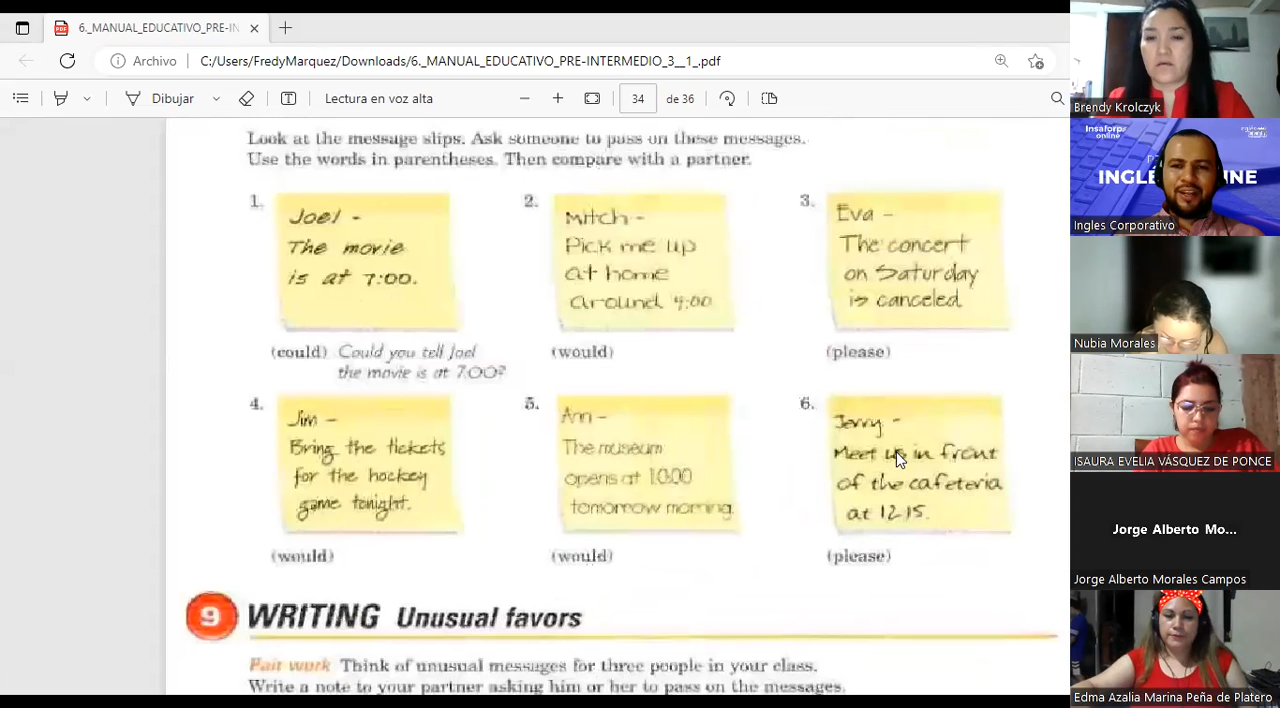 6._MANUAL_EDUCATIVO_PRE-IN
Archivo
C:/Users/FredyMarquez/Downloads/6._MANUAL_EDUCATIVO_PRE-INTERMEDIO_3__1_.pdf
Dibujar
Lectura en voz alta
34
de 36
Look at the message slips. Ask someone to pass on these messages.
Use the words in parentheses. Then compare with a partner.
1.
Joel -
The movie
is at 7:00.
(could) Could you tell Joel
the movie is at 7:00?
2.
Mitch -
Pick me up
at home
around 4:00
(would)
3.
Eva -
The concert
on Saturday
is canceled
(please)
4.
Jim -
Bring the tickets
for the hockey
game tonight.
(would)
5.
Ann -
The museum
opens at 10:00
tomorrow morning.
(would)
6.
Jerry -
Meet us in front
of the cafeteria
at 12:15.
(please)
9 WRITING Unusual favors
Pair work Think of unusual messages for three people in your class.
Write a note to your partner asking him or her to pass on the messages.
Brendy Krolczyk
Insaforp
online
INGL
INE
Ingles Corporativo
Nubia Morales
ISAURA EVELIA VÁSQUEZ DE PONCE
Jorge Alberto Mo...
Jorge Alberto Morales Campos
Edma Azalia Marina Peña de Platero